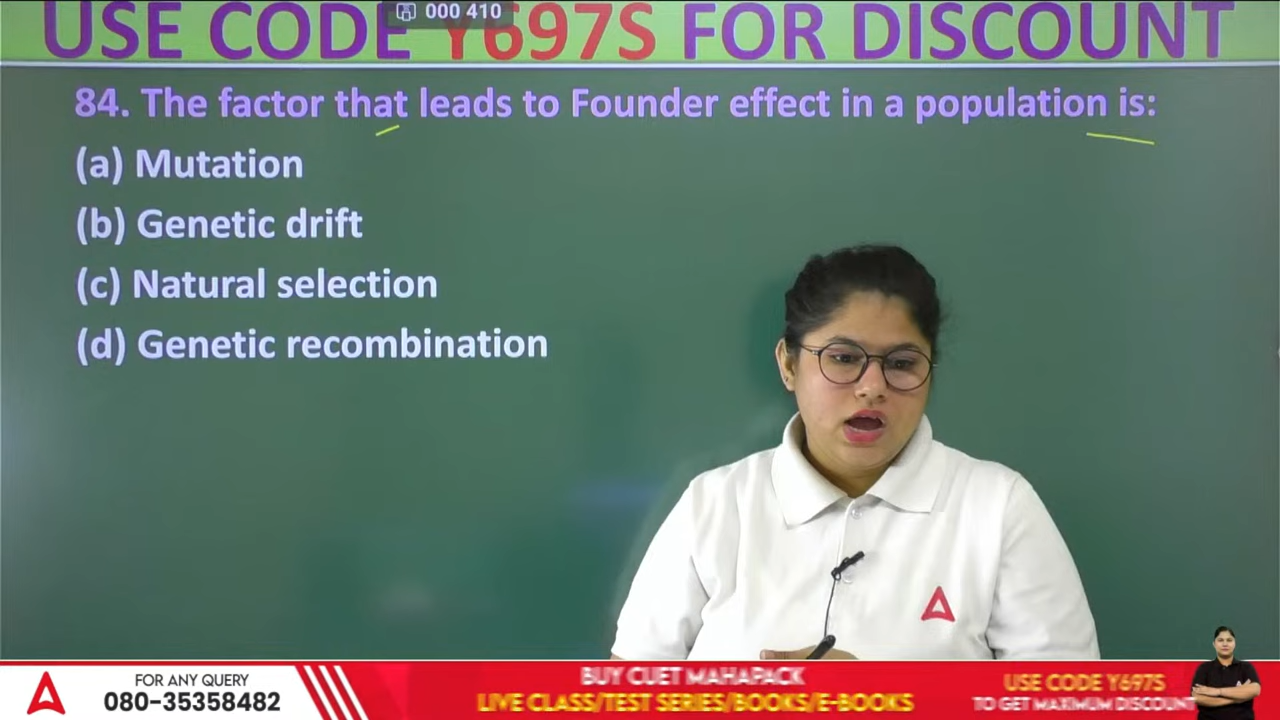 USE CODE Y697S FOR DISCOUNT
000 410
84. The factor that leads to Founder effect in a population is:
(a) Mutation
(b) Genetic drift
(c) Natural selection
(d) Genetic recombination
FOR ANY QUERY
080-35358482
BUY CUET MAHAPACK
LIVE CLASS/TEST SERIES/BOOKS/E-BOOKS
USE CODE Y697S
TO GET MAXIMUM DISCOUNT